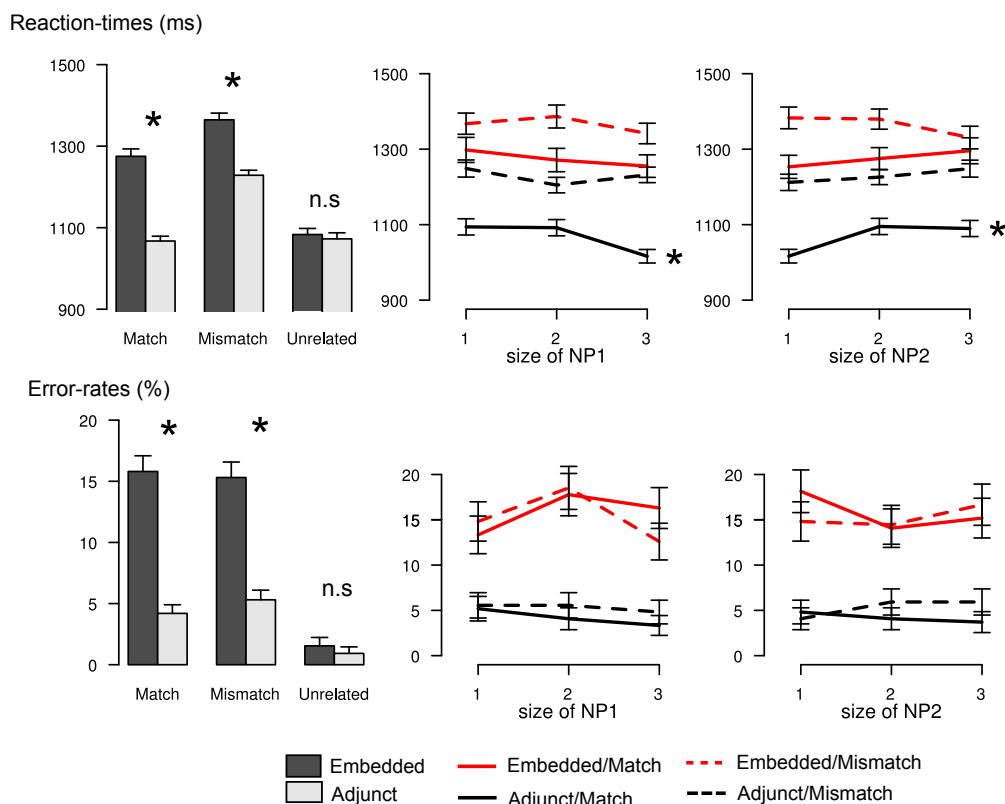 Reaction-times (ms)
1500
1300
1100
900
*
*
n.s
Match
Mismatch
Unrelated
1500
1300
1100
900
*
1
2
3
size of NP1
1500
1300
1100
900
*
1
2
3
size of NP2
Error-rates (%)
20
15
10
5
0
*
*
n.s
Match
Mismatch
Unrelated
20
15
10
5
0
1
2
3
size of NP1
20
15
10
5
0
1
2
3
size of NP2
Embedded
Adjunct
Embedded/Match
Adjunct/Match
Embedded/Mismatch
Adjunct/Mismatch